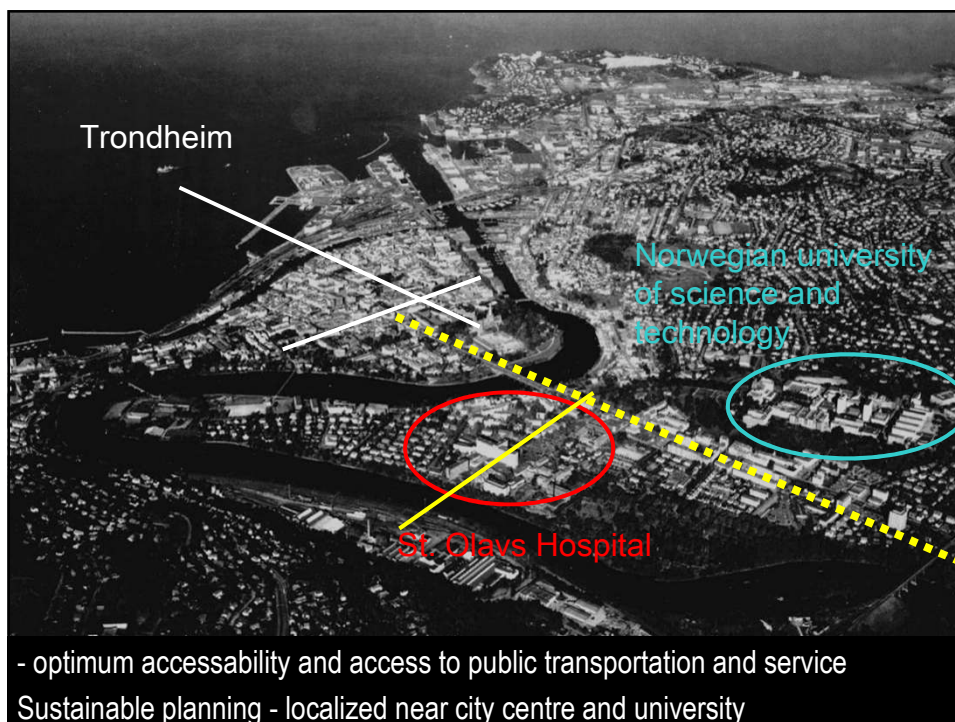 Trondheim
Norwegian university
of science and
technology
St. Olavs Hospital
- optimum accessability and access to public transportation and service
Sustainable planning - localized near city centre and university